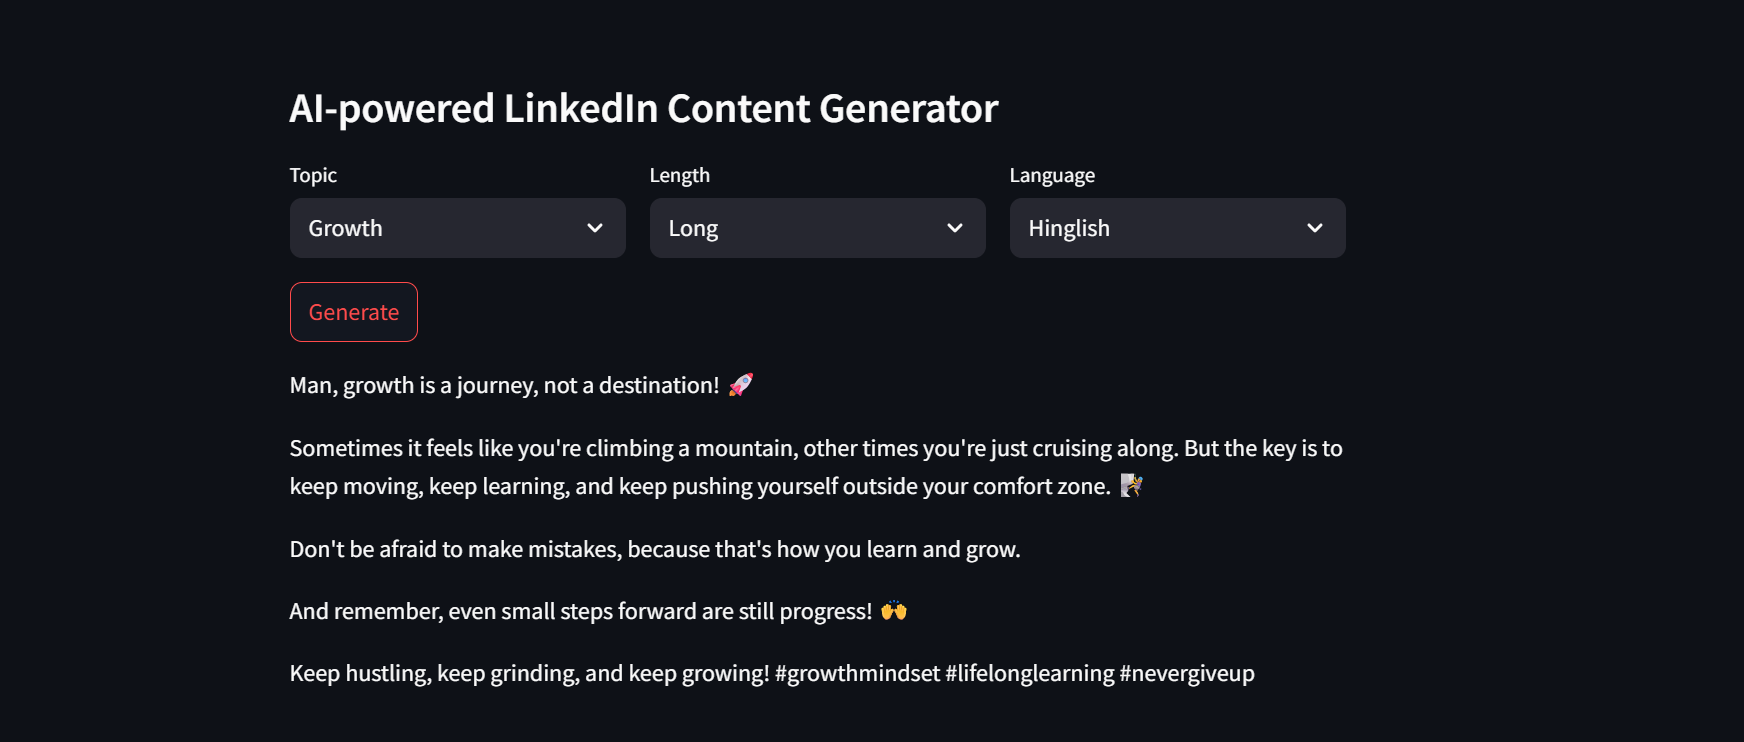 AI-powered LinkedIn Content Generator
Topic
Length
Language
Growth
Long
Hinglish
Generate
Man, growth is a journey, not a destination! 🚀
Sometimes it feels like you're climbing a mountain, other times you're just cruising along. But the key is to
keep moving, keep learning, and keep pushing yourself outside your comfort zone. 🧗
Don't be afraid to make mistakes, because that's how you learn and grow.
And remember, even small steps forward are still progress! 🙌
Keep hustling, keep grinding, and keep growing! #growthmindset #lifelonglearning #nevergiveup